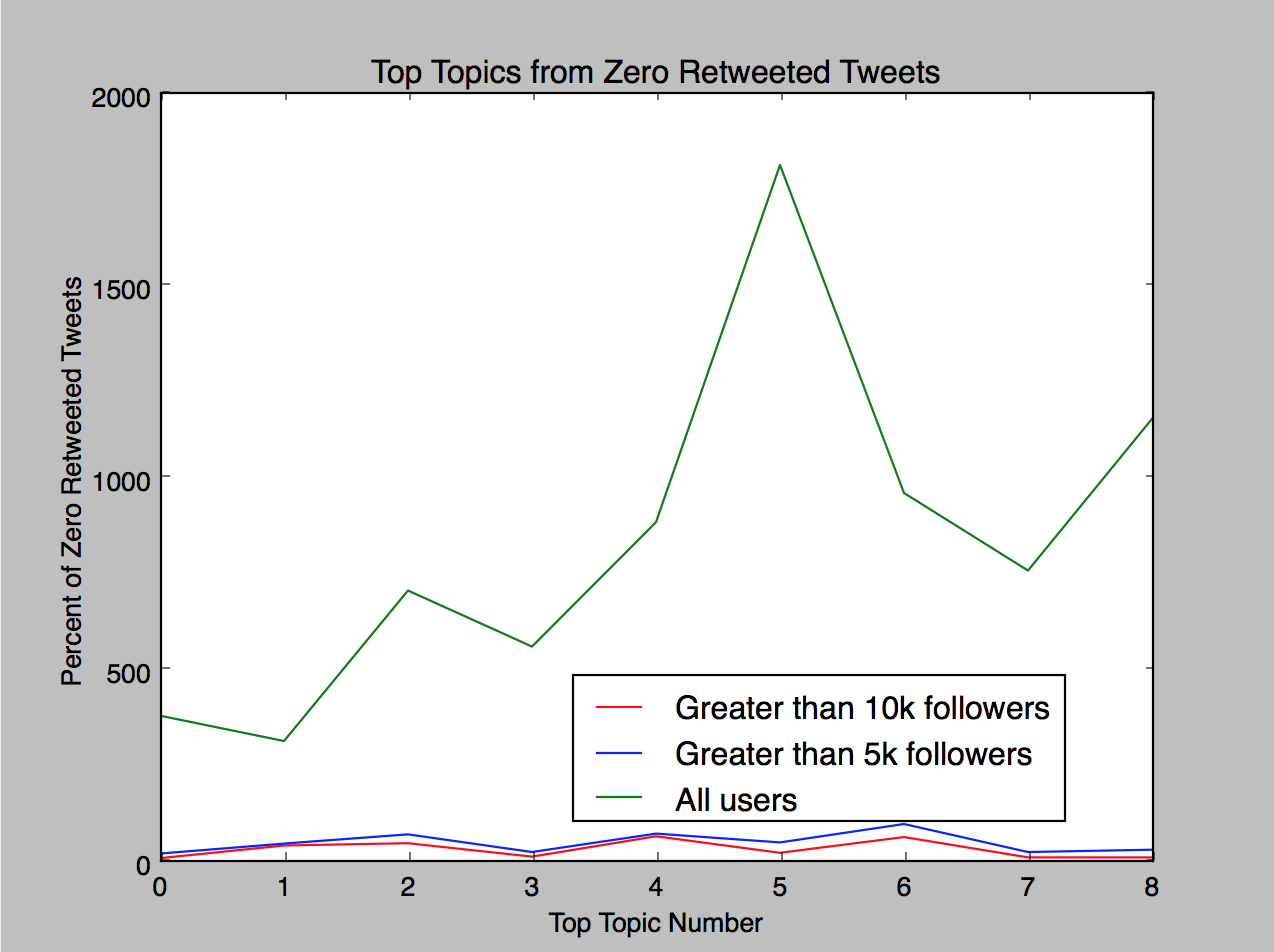 Top Topics from Zero Retweeted Tweets
2000
1500
1000
500
0
Percent of Zero Retweeted Tweets
Greater than 10k followers
Greater than 5k followers
All users
0 1 2 3 4 5 6 7 8
Top Topic Number